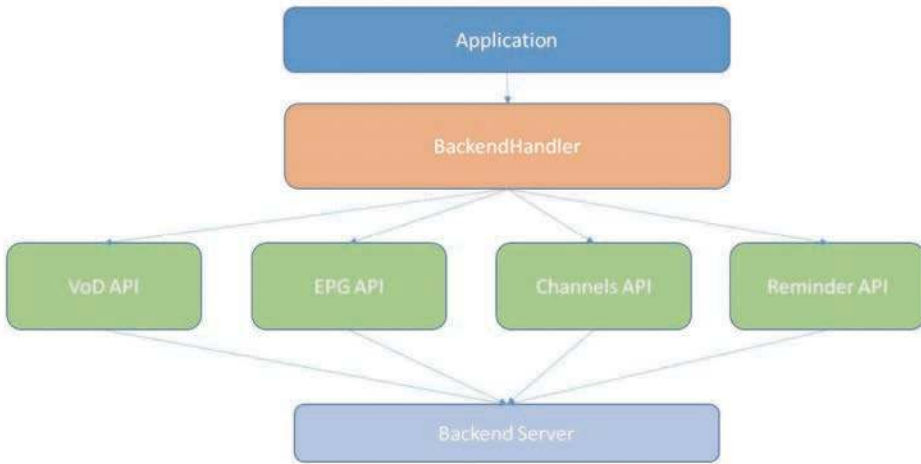 Application
BackendHandler
VoD API
EPG API
Channels API
Reminder API
Backend Server